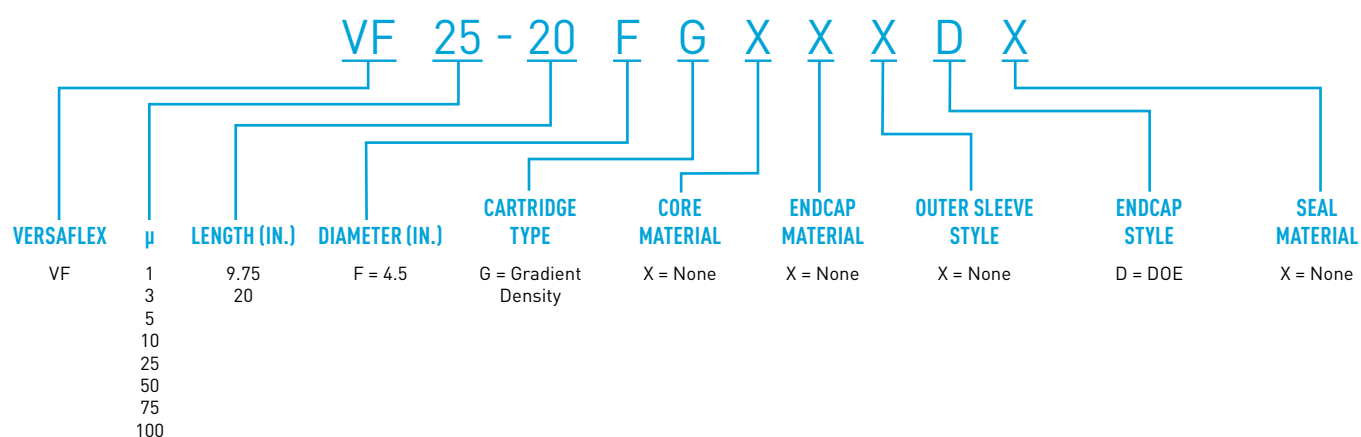 VF 25 - 20 F G X X X D X
VERSAFLEX
VF
µ
1
3
5
10
25
50
75
100
LENGTH (IN.)
9.75
20
DIAMETER (IN.)
F = 4.5
CARTRIDGE
TYPE
G = Gradient
Density
CORE
MATERIAL
X = None
ENDCAP
MATERIAL
X = None
OUTER SLEEVE
STYLE
X = None
ENDCAP
STYLE
D = DOE
SEAL
MATERIAL
X = None